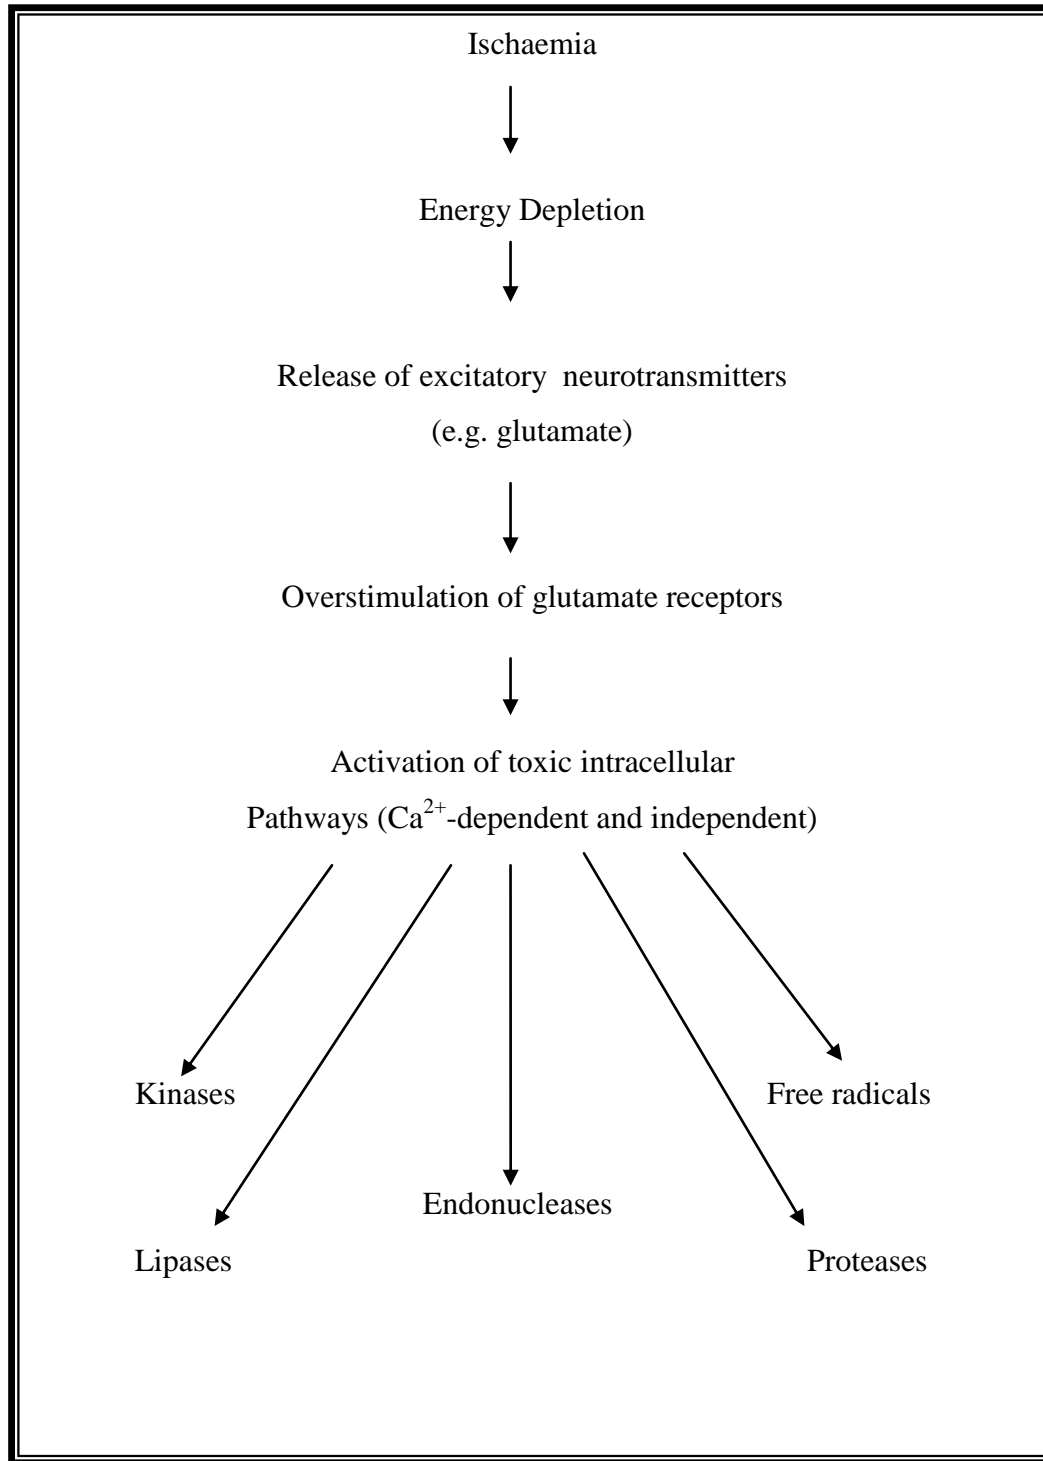 Ischaemia
Energy Depletion
Release of excitatory  neurotransmitters
(e.g. glutamate)
Overstimulation of glutamate receptors
Activation of toxic intracellular
Pathways (Ca²⁺-dependent and independent)
Kinases
Free radicals
Endonucleases
Lipases
Proteases